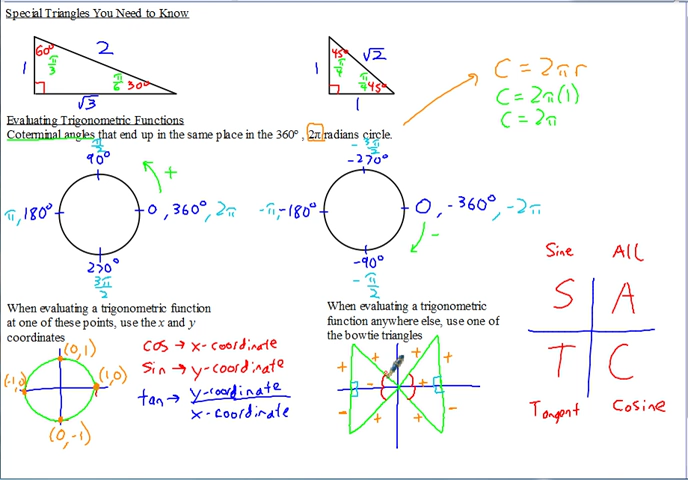 Special Triangles You Need to Know
60° 2
1 π/3 π/6 30°
√3
45° √2
1 π/4 π/4 45°
1
C = 2πr
C = 2π(1)
C = 2π
Evaluating Trigonometric Functions
Coterminal angles that end up in the same place in the 360° , 2π radians circle.
π/2
90°
+
π, 180° 0, 360°, 2π
270°
3π/2
-3π/2
-270°
-π, -180° 0, -360°, -2π
-
-90°
-π/2
Sine All
S A
T C
Tangent Cosine
When evaluating a trigonometric function
at one of these points, use the x and y
coordinates
(0,1)
(-1,0) (1,0)
(0,-1)
cos → x-coordinate
sin → y-coordinate
tan → y-coordinate
x-coordinate
When evaluating a trigonometric
function anywhere else, use one of
the bowtie triangles
+ + + +
- +
- + + -